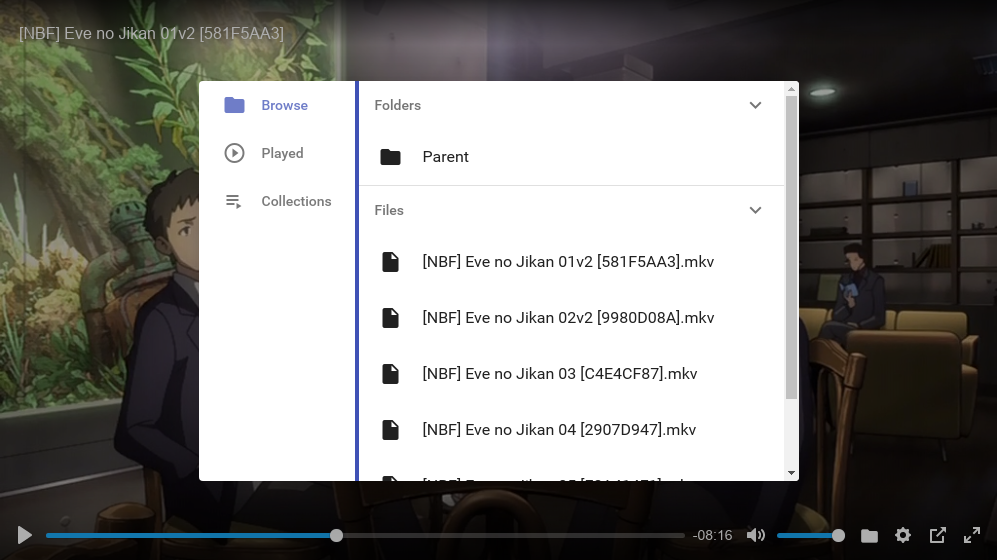 [NBF] Eve no Jikan 01v2 [581F5AA3]
Browse
Played
Collections
Folders
Parent
Files
[NBF] Eve no Jikan 01v2 [581F5AA3].mkv
[NBF] Eve no Jikan 02v2 [9980D08A].mkv
[NBF] Eve no Jikan 03 [C4E4CF87].mkv
[NBF] Eve no Jikan 04 [2907D947].mkv
-08:16